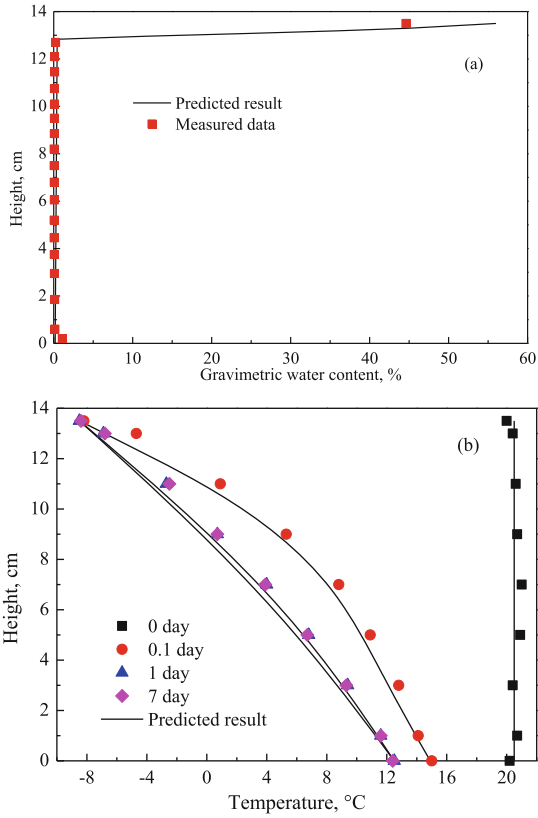 14
12
10
8
6
4
2
0
Height, cm
(a)
Predicted result
Measured data
0 10 20 30 40 50 60
Gravimetric water content, %
14
12
10
8
6
4
2
0
Height, cm
(b)
0 day
0.1 day
1 day
7 day
Predicted result
-8 -4 0 4 8 12 16 20
Temperature, °C